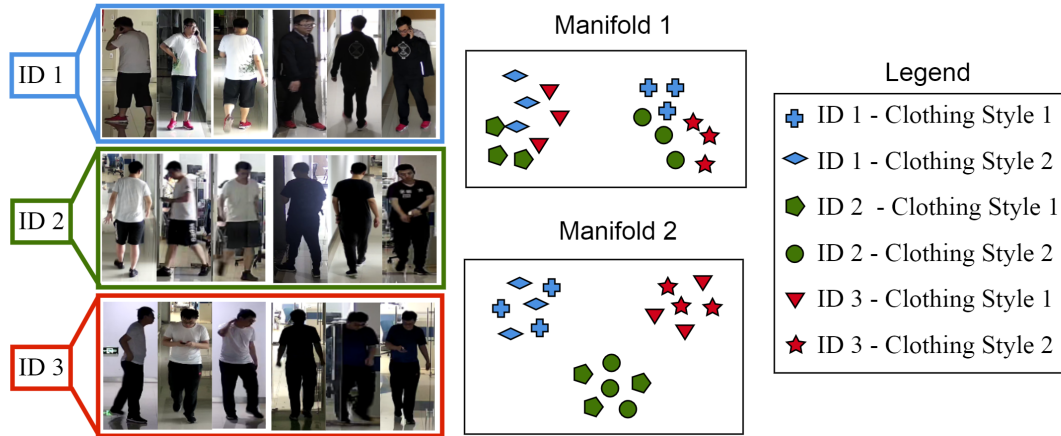 ID 1
ID 2
ID 3
Manifold 1
Manifold 2
Legend
ID 1 - Clothing Style 1
ID 1 - Clothing Style 2
ID 2 - Clothing Style 1
ID 2 - Clothing Style 2
ID 3 - Clothing Style 1
ID 3 - Clothing Style 2